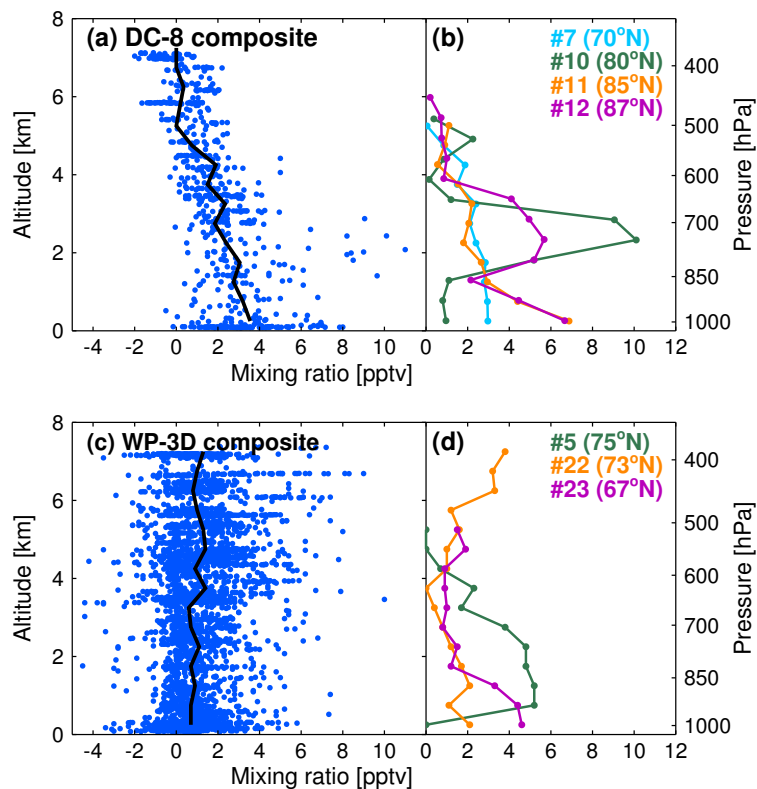 (a) DC-8 composite
(b)
#7 (70°N)
#10 (80°N)
#11 (85°N)
#12 (87°N)
8
6
4
2
0
Altitude [km]
-4 -2 0 2 4 6 8 10
Mixing ratio [pptv]
0 2 4 6 8 10 12
400
500
600
700
850
1000
Pressure [hPa]
(c) WP-3D composite
(d)
#5 (75°N)
#22 (73°N)
#23 (67°N)
8
6
4
2
0
Altitude [km]
-4 -2 0 2 4 6 8 10
Mixing ratio [pptv]
0 2 4 6 8 10 12
400
500
600
700
850
1000
Pressure [hPa]